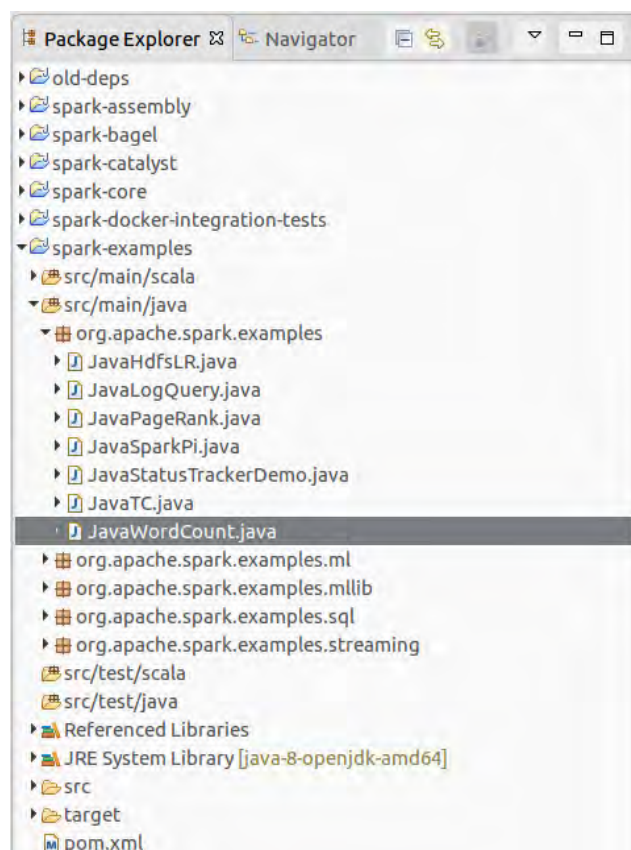 Package Explorer Navigator
old-deps
spark-assembly
spark-bagel
spark-catalyst
spark-core
spark-docker-integration-tests
spark-examples
src/main/scala
src/main/java
org.apache.spark.examples
JavaHdfsLR.java
JavaLogQuery.java
JavaPageRank.java
JavaSparkPi.java
JavaStatusTrackerDemo.java
JavaTC.java
JavaWordCount.java
org.apache.spark.examples.ml
org.apache.spark.examples.mllib
org.apache.spark.examples.sql
org.apache.spark.examples.streaming
src/test/scala
src/test/java
Referenced Libraries
JRE System Library [java-8-openjdk-amd64]
src
target
pom.xml